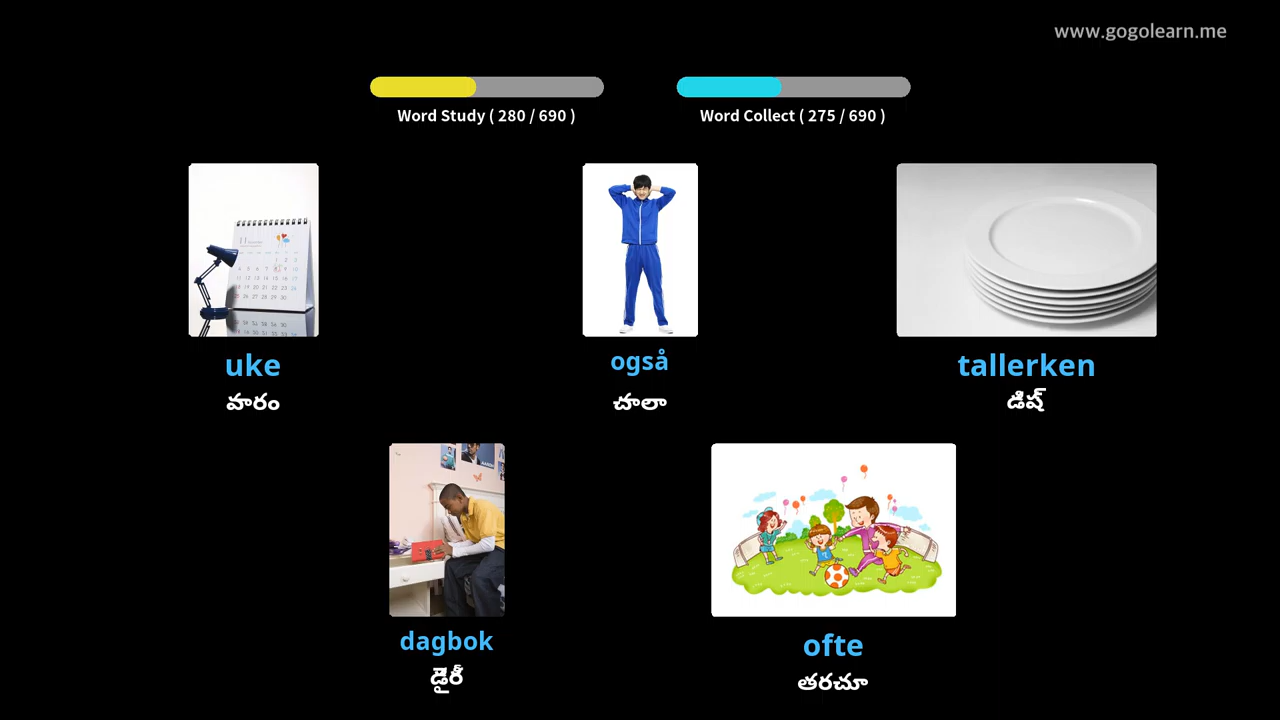 www.gogolearn.me
Word Study ( 280 / 690 )
Word Collect ( 275 / 690 )
uke
వారం
også
చాలా
tallerken
డిష్
dagbok
డైరీ
ofte
తరచూ